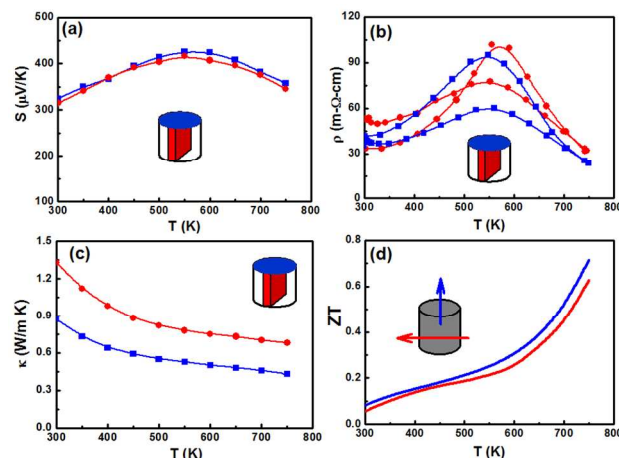 (a)
S (μV/K)
500
400
300
200
100
300 400 500 600 700 800
T (K)
(b)
ρ (m-Ω-cm)
120
90
60
30
0
300 400 500 600 700 800
T (K)
(c)
κ (W/m K)
1.5
1.2
0.9
0.6
0.3
0.0
300 400 500 600 700 800
T (K)
(d)
ZT
0.8
0.6
0.4
0.2
0.0
300 400 500 600 700 800
T (K)